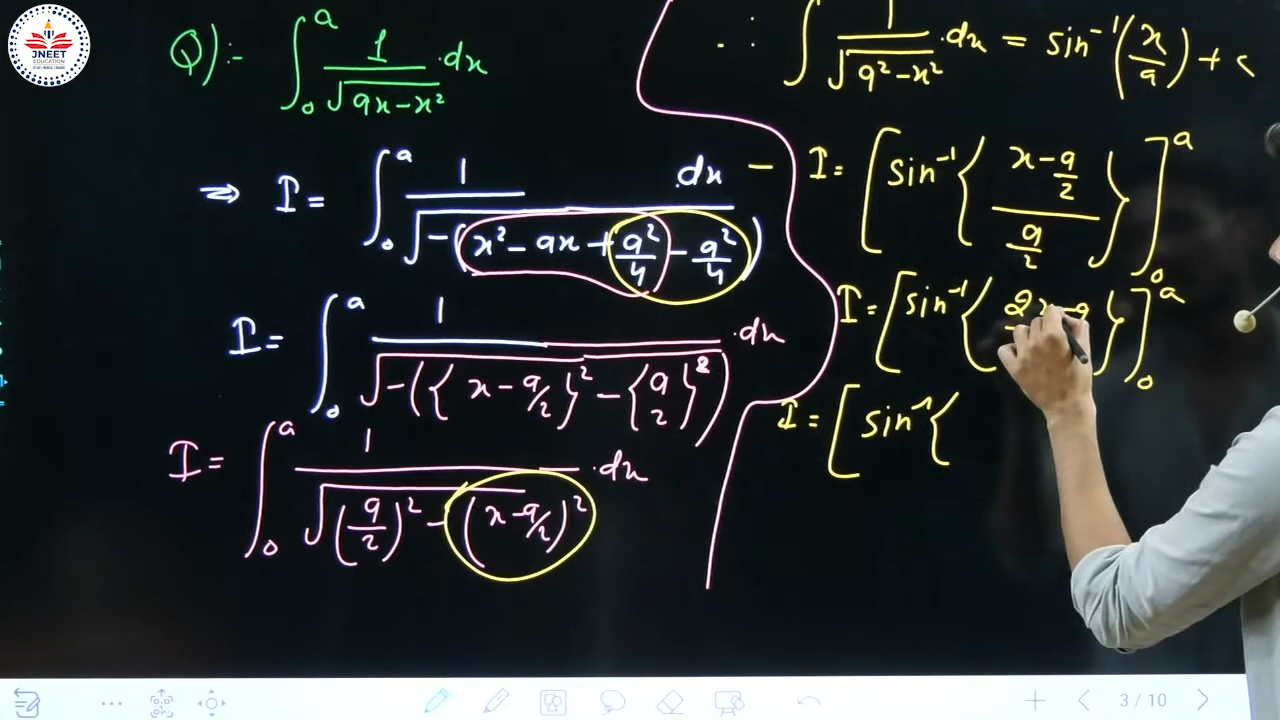 JNEET
EDUCATION
Q):- ∫₀ᵃ 1/√(ax-x²) .dx
⇒ I = ∫₀ᵃ 1/√(-(x² - ax + a²/4 - a²/4)) .dx
I = ∫₀ᵃ 1/√(-({x - a/2}² - {a/2}²)) .dx
I = ∫₀ᵃ 1/√((a/2)² - (x-a/2)²) .dx
∴ ∫ 1/√(a²-x²) .dx = sin⁻¹(x/a) + c
I = [sin⁻¹{(x-a/2)/(a/2)}]₀ᵃ
I = [sin⁻¹{2x-a}]₀ᵃ
I = [sin⁻¹{
3 / 10